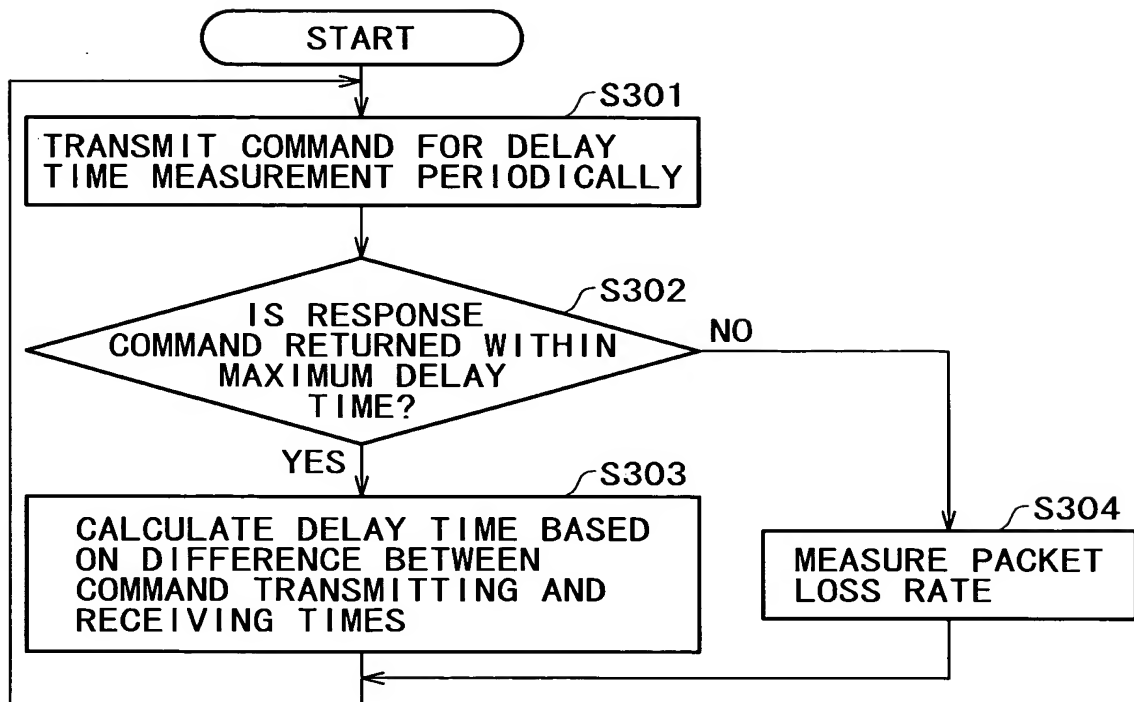 START
S301
TRANSMIT COMMAND FOR DELAY
TIME MEASUREMENT PERIODICALLY
S302
IS RESPONSE
COMMAND RETURNED WITHIN
MAXIMUM DELAY
TIME?
NO
YES
S303
CALCULATE DELAY TIME BASED
ON DIFFERENCE BETWEEN
COMMAND TRANSMITTING AND
RECEIVING TIMES
S304
MEASURE PACKET
LOSS RATE